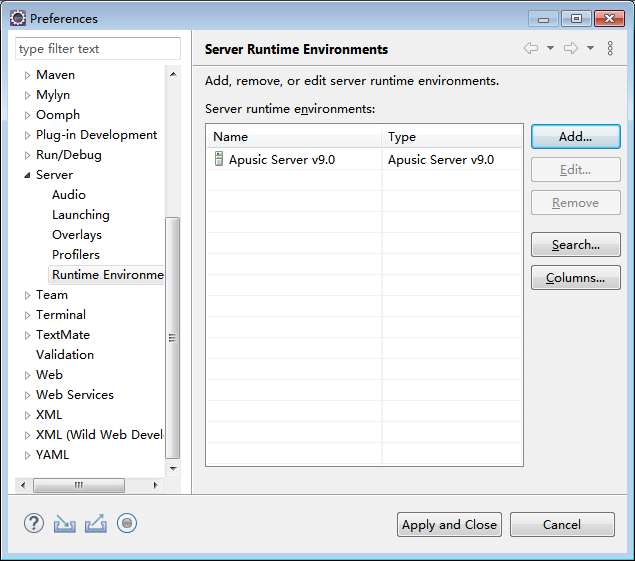 Preferences
type filter text
Maven
Mylyn
Oomph
Plug-in Development
Run/Debug
Server
Audio
Launching
Overlays
Profilers
Runtime Environme
Team
Terminal
TextMate
Validation
Web
Web Services
XML
XML (Wild Web Devel
YAML
Server Runtime Environments
Add, remove, or edit server runtime environments.
Server runtime environments:
Name Type
Apusic Server v9.0 Apusic Server v9.0
Add...
Edit...
Remove
Search...
Columns...
Apply and Close
Cancel